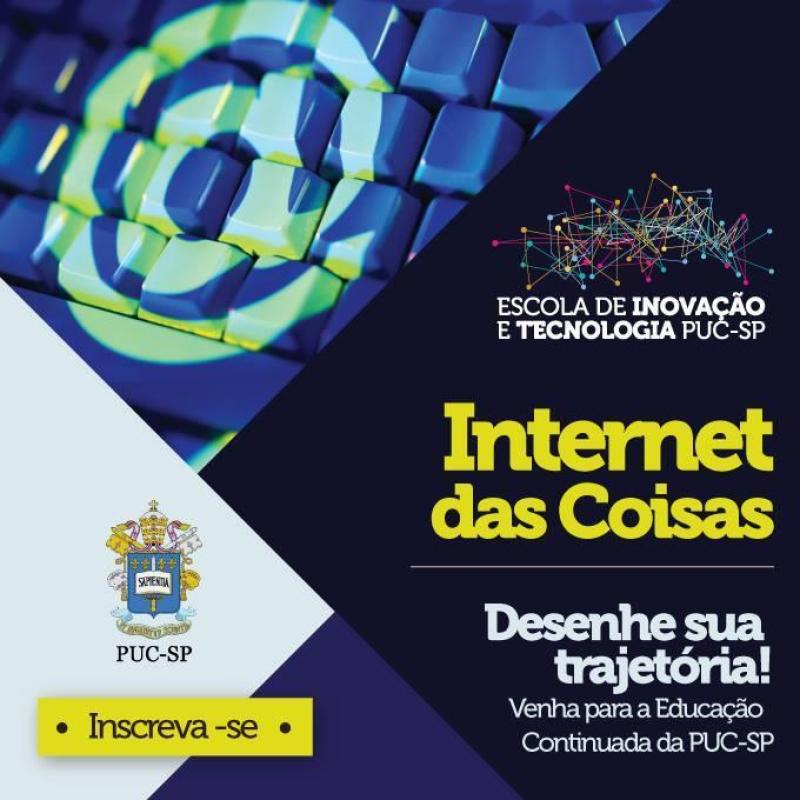 ESCOLA DE INOVAÇÃO
E TECNOLOGIA PUC-SP
Internet
das Coisas
Desenhe sua
trajetória!
Venha para a Educação
Continuada da PUC-SP
SAPIENTIA
PUC-SP
• Inscreva -se •